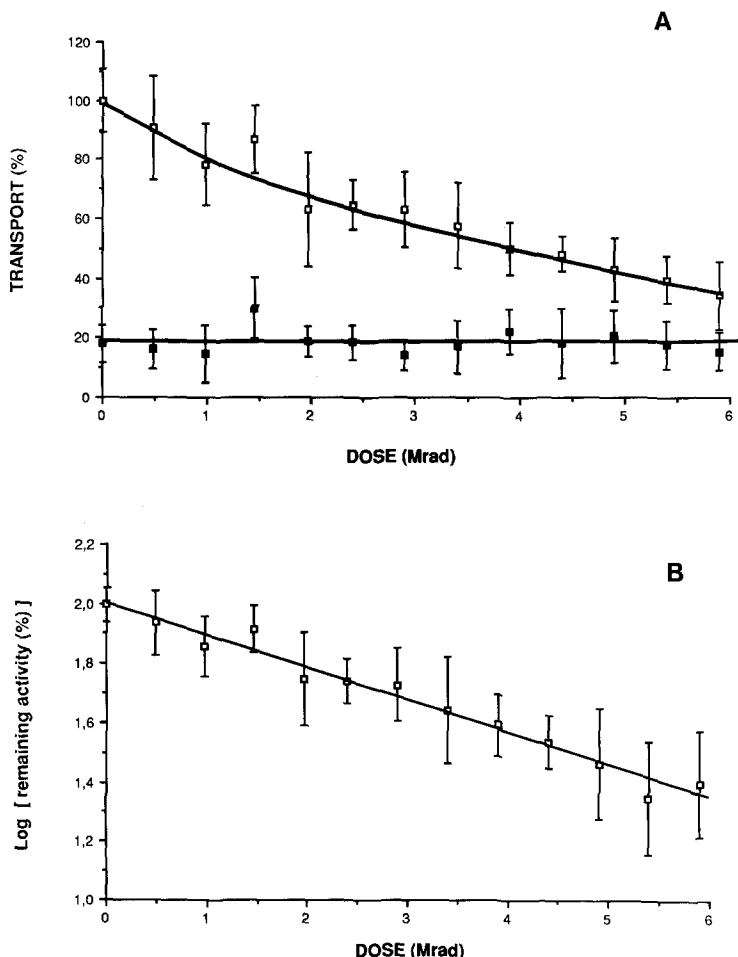 A
TRANSPORT (%)
120
100
80
60
40
20
0
0 1 2 3 4 5 6
DOSE (Mrad)
B
Log [ remaining activity (%) ]
2,2
2,0
1,8
1,6
1,4
1,2
1,0
0 1 2 3 4 5 6
DOSE (Mrad)